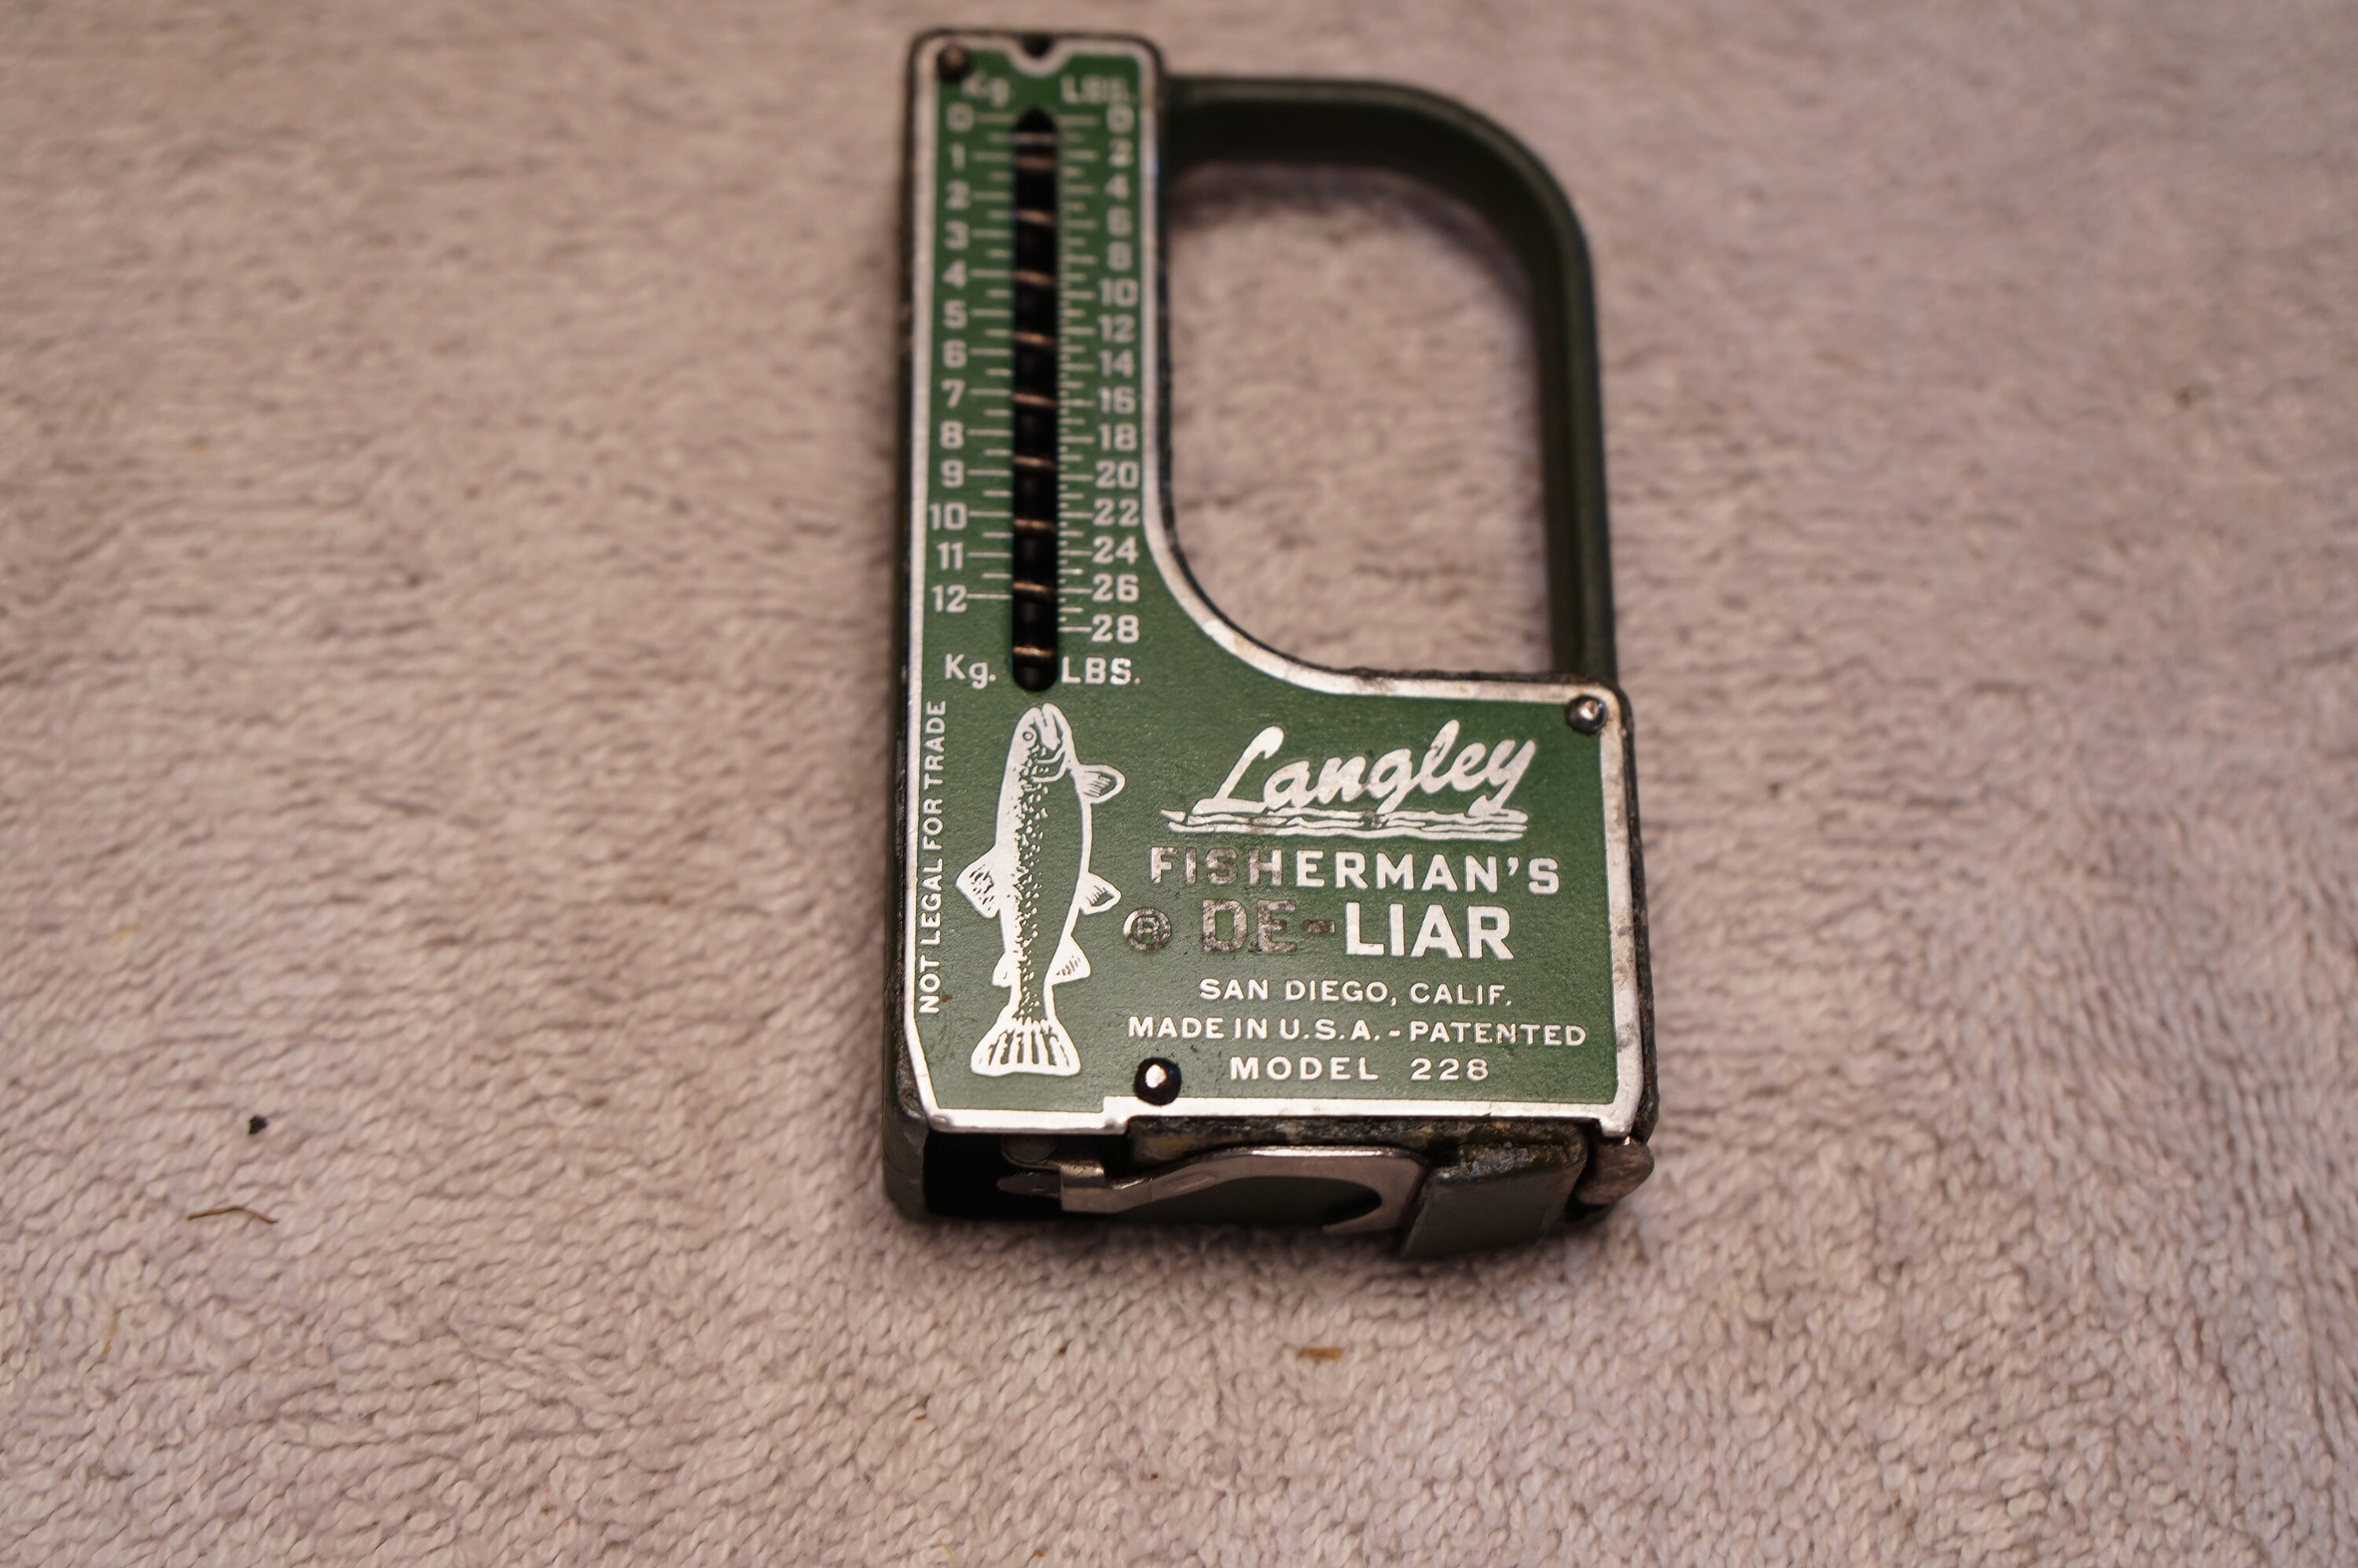 Kg. LBS.
0 0
1 2
2 4
3 6
4 8
5 10
6 12
7 14
8 16
9 18
10 20
11 22
12 24
26
28
Kg. LBS.
NOT LEGAL FOR TRADE
Langley
FISHERMAN'S
® DE-LIAR
SAN DIEGO, CALIF.
MADE IN U.S.A. - PATENTED
MODEL 228